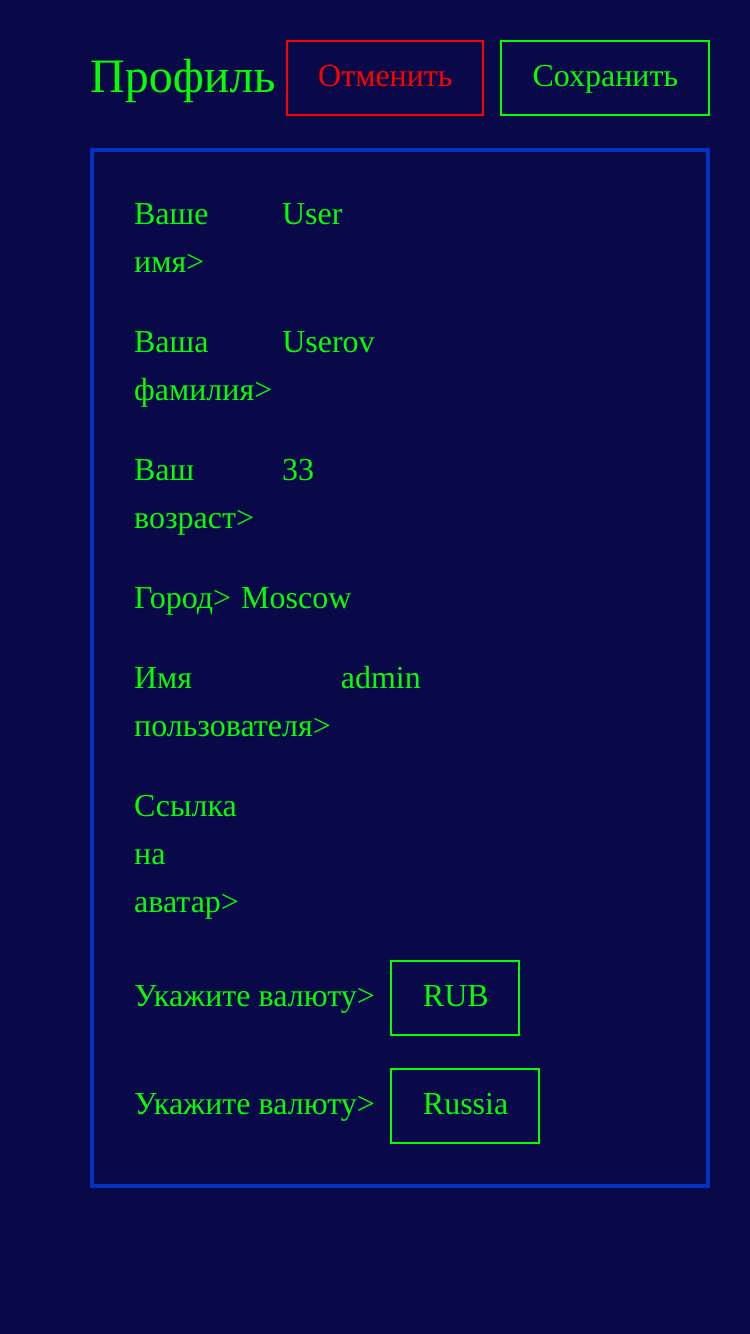 Профиль Отменить Сохранить
Ваше User
имя>
Ваша Userov
фамилия>
Ваш 33
возраст>
Город> Moscow
Имя admin
пользователя>
Ссылка
на
аватар>
Укажите валюту> RUB
Укажите валюту> Russia